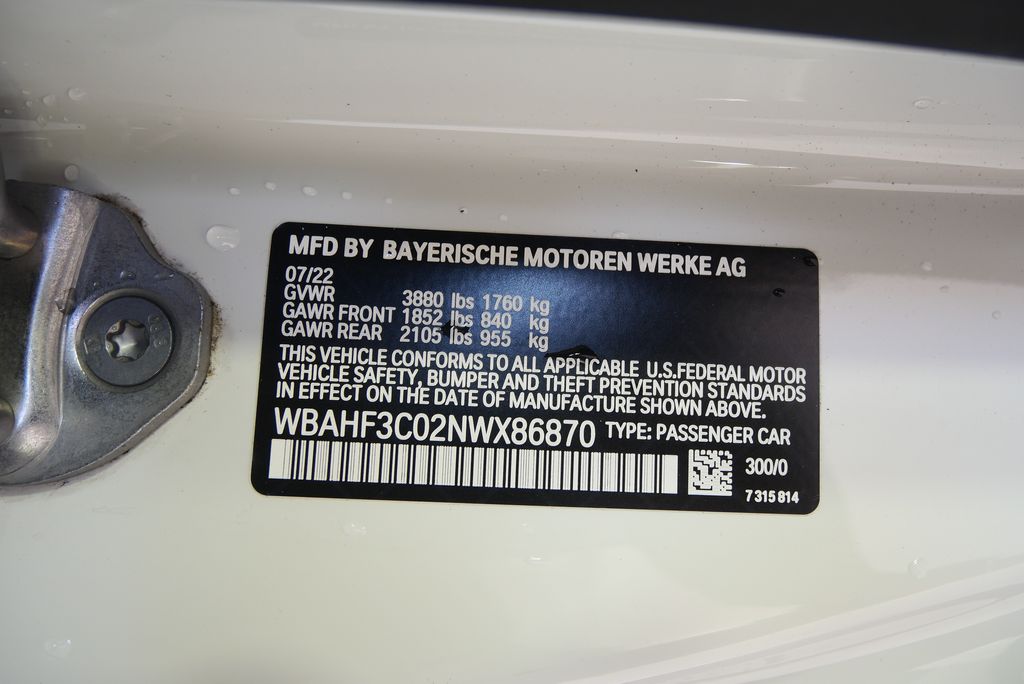 MFD BY BAYERISCHE MOTOREN WERKE AG
07/22
GVWR 3880 lbs 1760 kg
GAWR FRONT 1852 lbs 840 kg
GAWR REAR 2105 lbs 955 kg
THIS VEHICLE CONFORMS TO ALL APPLICABLE U.S.FEDERAL MOTOR
VEHICLE SAFETY, BUMPER AND THEFT PREVENTION STANDARDS
IN EFFECT ON THE DATE OF MANUFACTURE SHOWN ABOVE.
WBAHF3C02NWX86870 TYPE: PASSENGER CAR
300/0
7 315 814